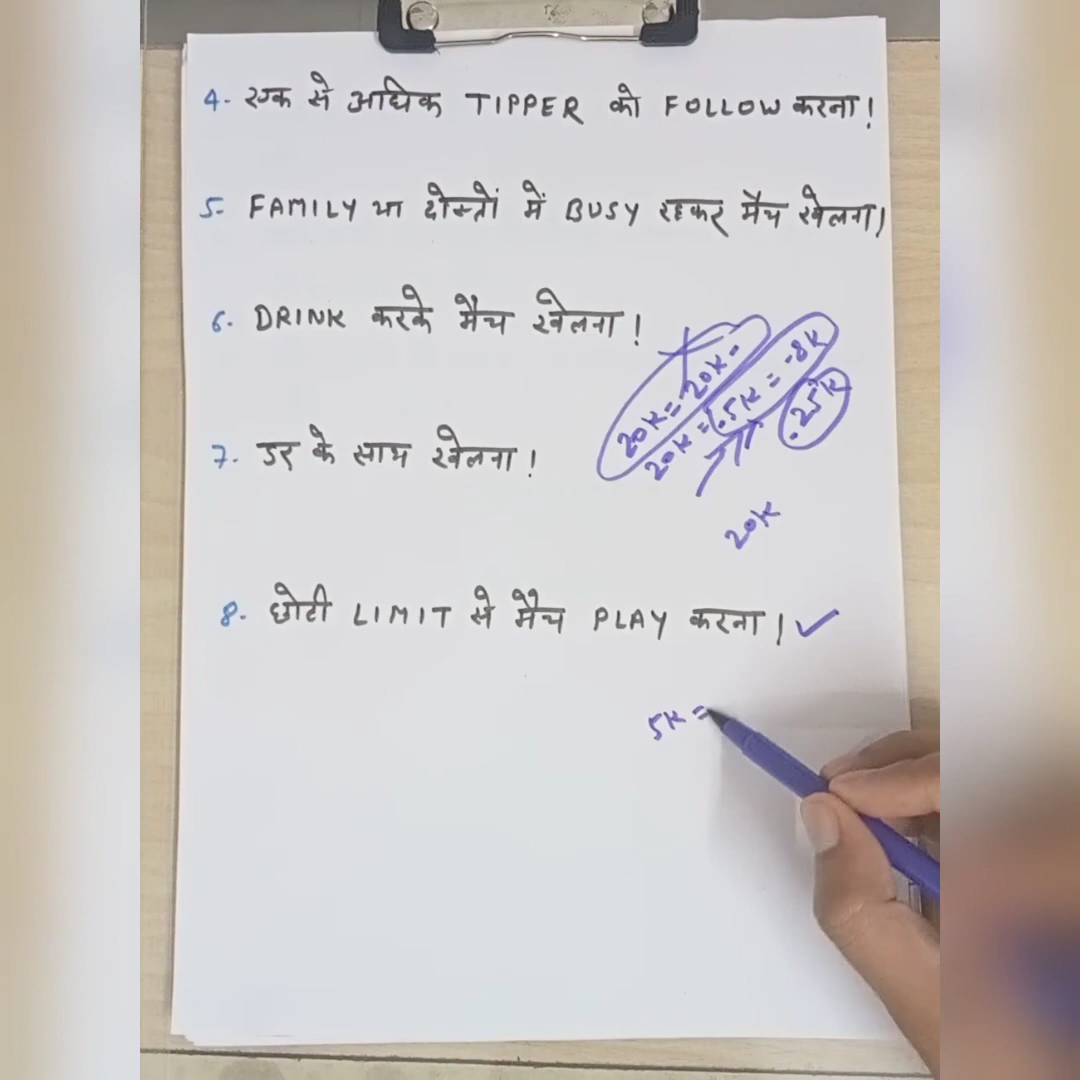 4- एक से अधिक TIPPER को FOLLOW करना!
5- FAMILY या दोस्तों में BUSY रहकर मैच खेलना।
6- DRINK करके मैच खेलना!
20K = 20K -
20K = .5K = -8K
.25K
7- डर के साथ खेलना!
20K
8- छोटी LIMIT से मैच PLAY करना। ✓
5K =